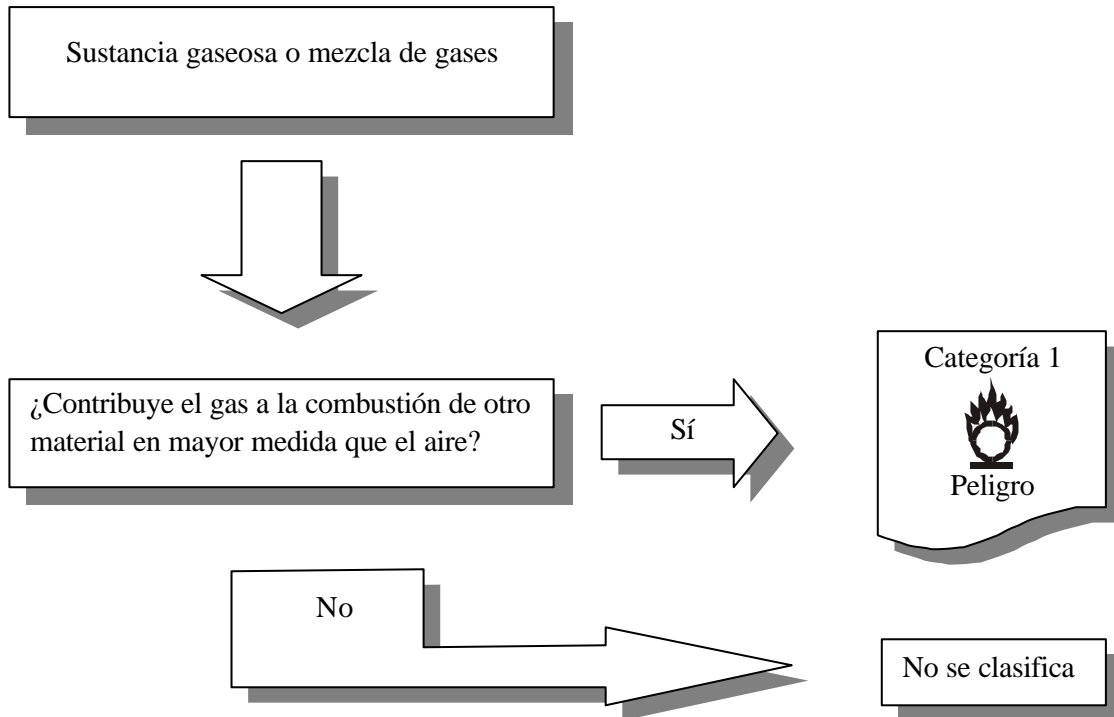 Sustancia gaseosa o mezcla de gases
¿Contribuye el gas a la combustión de otro
material en mayor medida que el aire?
Sí
Categoría 1
Peligro
No
No se clasifica